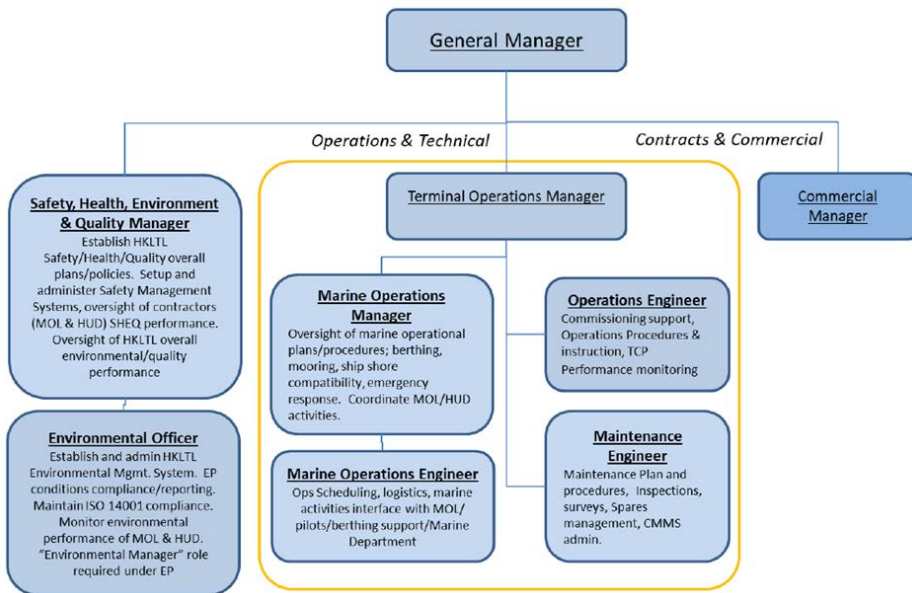 General Manager
Operations & Technical
Contracts & Commercial
Safety, Health, Environment
& Quality Manager
Establish HKLTL
Safety/Health/Quality overall
plans/policies. Setup and
administer Safety Management
Systems, oversight of contractors
(MOL & HUD) SHEQ performance.
Oversight of HKLTL overall
environmental/quality
performance
Environmental Officer
Establish and admin HKLTL
Environmental Mgmt. System. EP
conditions compliance/reporting.
Maintain ISO 14001 compliance.
Monitor environmental
performance of MOL & HUD.
"Environmental Manager" role
required under EP
Terminal Operations Manager
Marine Operations
Manager
Oversight of marine operational
plans/procedures; berthing,
mooring, ship shore
compatibility, emergency
response. Coordinate MOL/HUD
activities.
Marine Operations Engineer
Ops Scheduling, logistics, marine
activities interface with MOL/
pilots/berthing support/Marine
Department
Operations Engineer
Commissioning support,
Operations Procedures &
instruction, TCP
Performance monitoring
Maintenance
Engineer
Maintenance Plan and
procedures, Inspections,
surveys, Spares
management, CMMS
admin.
Commercial
Manager